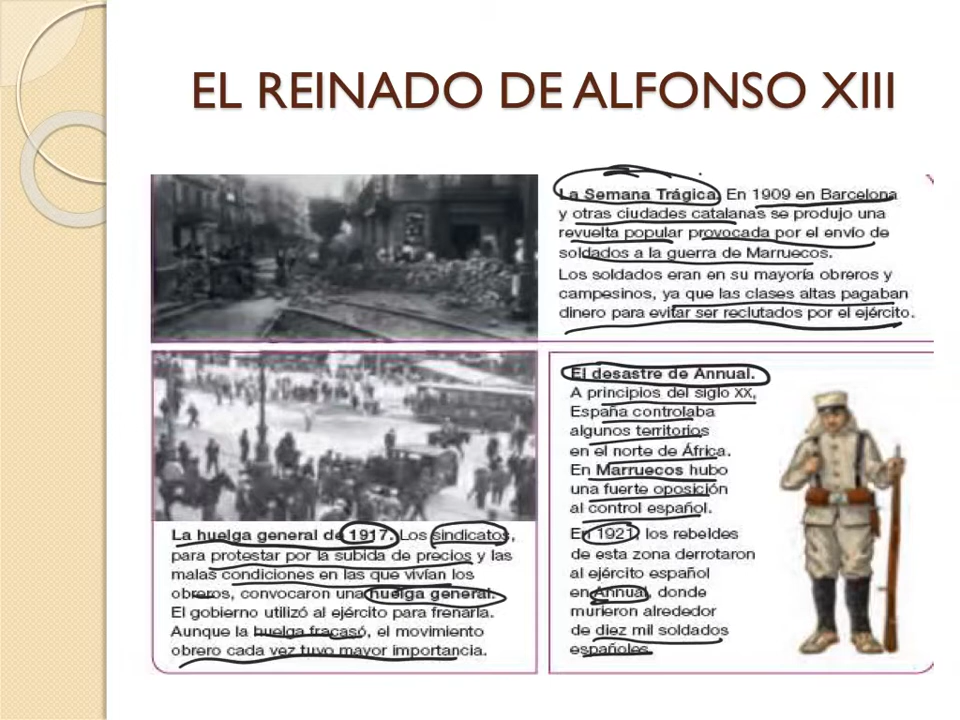 EL REINADO DE ALFONSO XIII
La Semana Trágica. En 1909 en Barcelona
y otras ciudades catalanas se produjo una
revuelta popular provocada por el envío de
soldados a la guerra de Marruecos.
Los soldados eran en su mayoría obreros y
campesinos, ya que las clases altas pagaban
dinero para evitar ser reclutados por el ejército.
La huelga general de 1917. Los sindicatos,
para protestar por la subida de precios y las
malas condiciones en las que vivían los
obreros, convocaron una huelga general.
El gobierno utilizó al ejército para frenarla.
Aunque la huelga fracasó, el movimiento
obrero cada vez tuvo mayor importancia.
El desastre de Annual.
A principios del siglo XX,
España controlaba
algunos territorios
en el norte de África.
En Marruecos hubo
una fuerte oposición
al control español.
En 1921, los rebeldes
de esta zona derrotaron
al ejército español
en Annual, donde
murieron alrededor
de diez mil soldados
españoles.